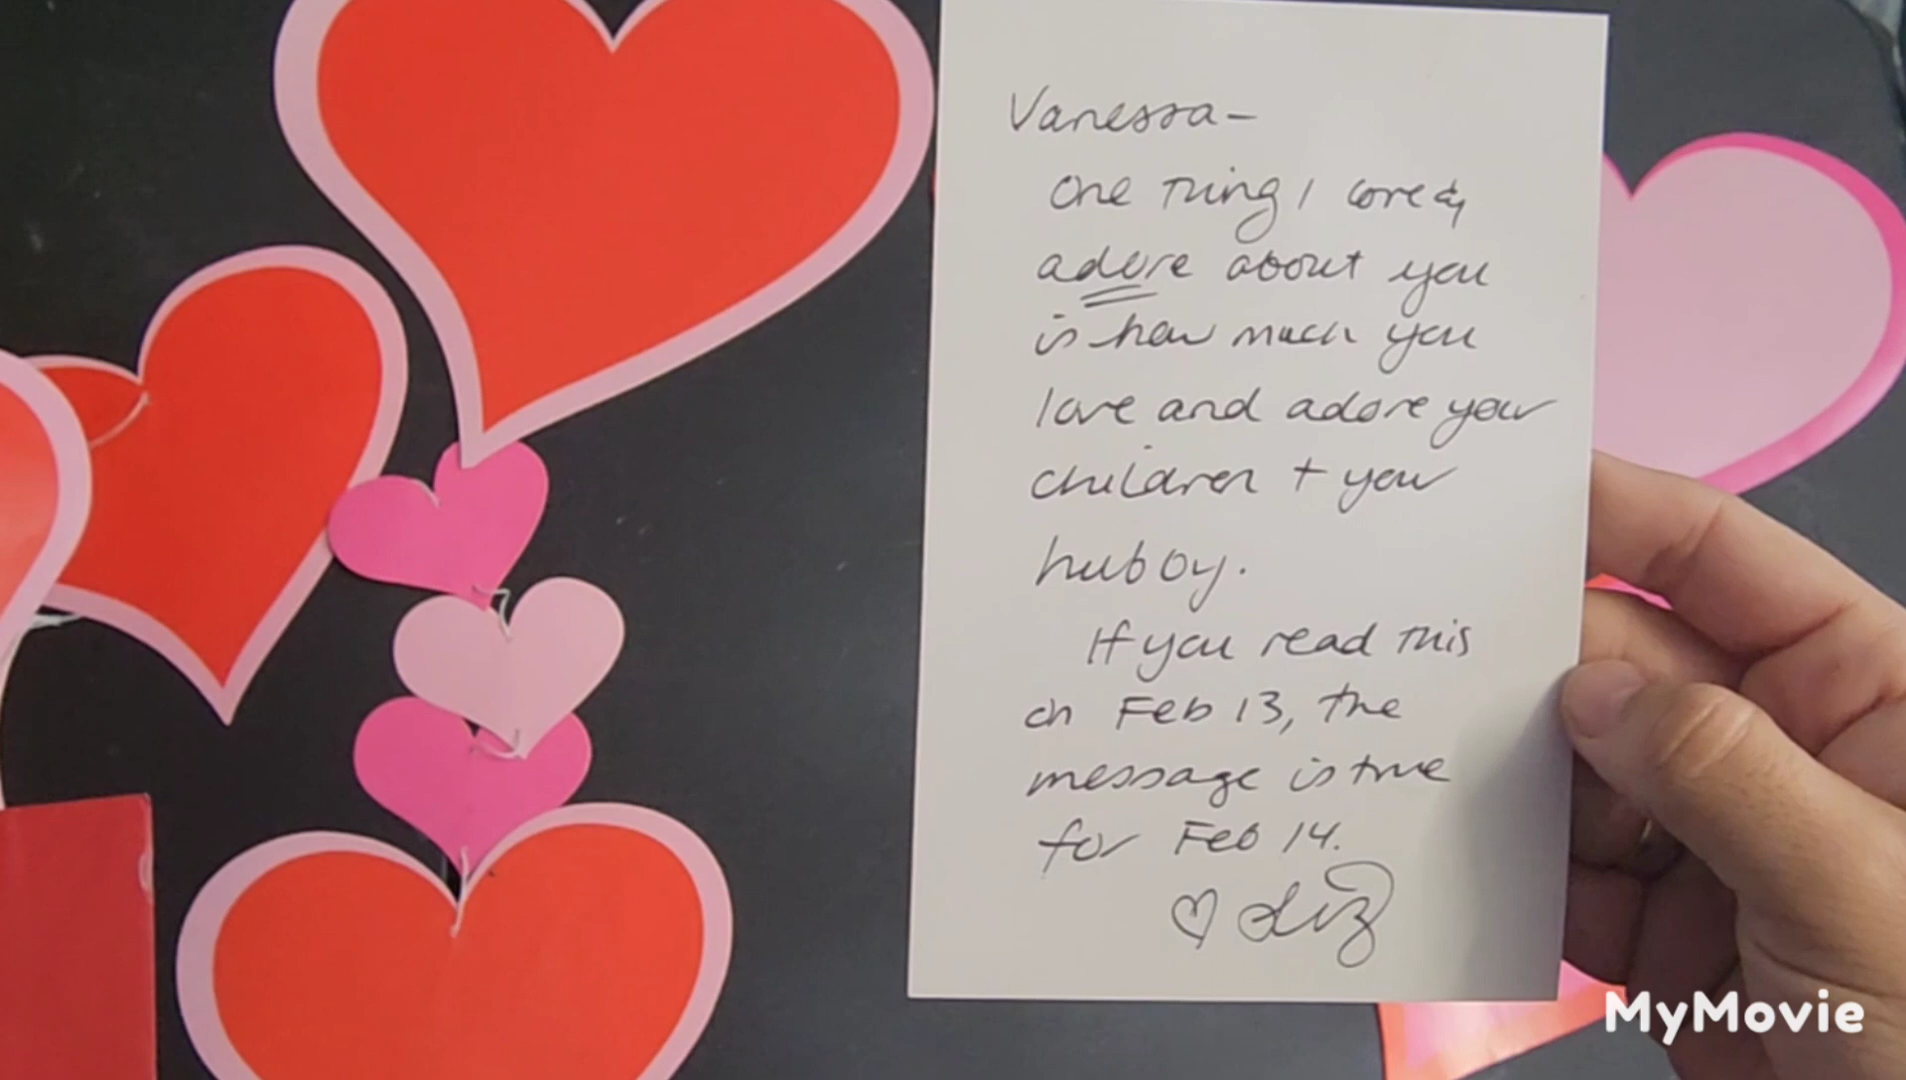 Vanessa-
One thing I love &
adore about you
is how much you
love and adore your
children + your
hubby.
If you read this
on Feb 13, the
message is true
for Feb 14.
♡ Liz
MyMovie